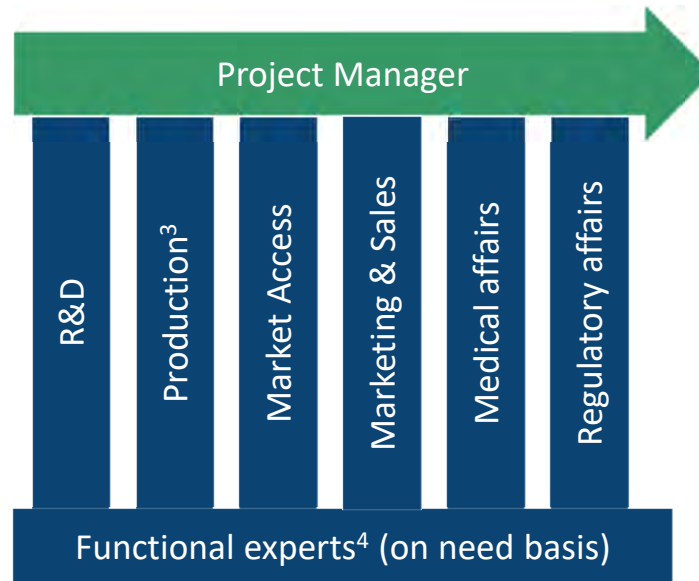 Project Manager
R&D
Production³
Market Access
Marketing & Sales
Medical affairs
Regulatory affairs
Functional experts⁴ (on need basis)